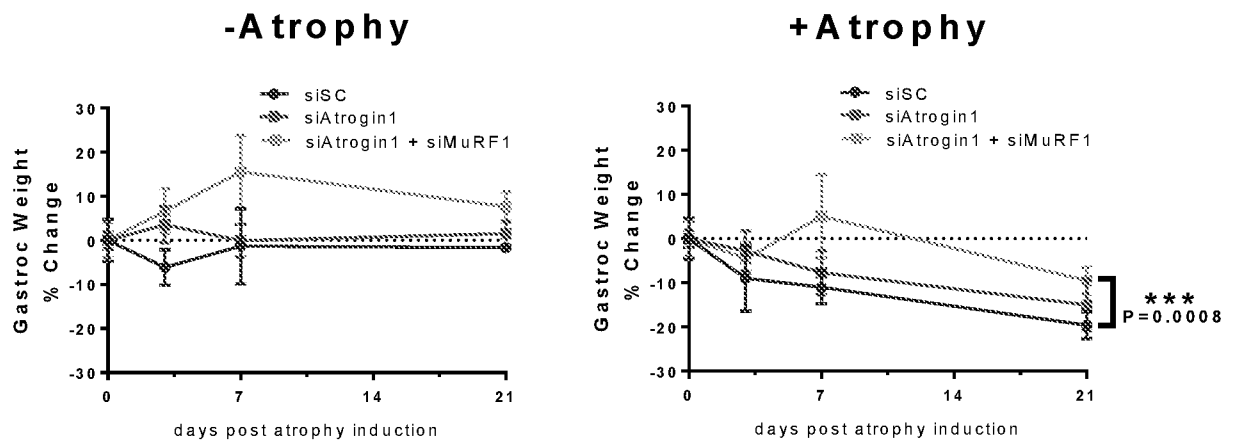 -Atrophy
siSC
siAtrogin1
siAtrogin1 + siMuRF1
Gastroc Weight
% Change
30
20
10
0
-10
-20
-30
0
7
14
21
days post atrophy induction
+Atrophy
siSC
siAtrogin1
siAtrogin1 + siMuRF1
Gastroc Weight
% Change
30
20
10
0
-10
-20
-30
0
7
14
21
days post atrophy induction
***
P=0.0008